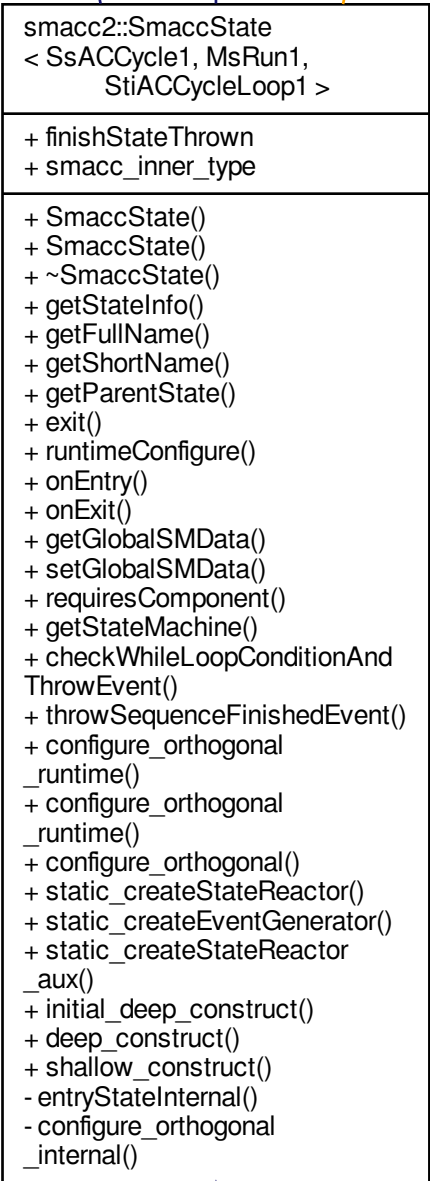 smacc2::SmaccState
< SsACCycle1, MsRun1,
StiACCycleLoop1 >
+ finishStateThrown
+ smacc_inner_type
+ SmaccState()
+ SmaccState()
+ ~SmaccState()
+ getStateInfo()
+ getFullName()
+ getShortName()
+ getParentState()
+ exit()
+ runtimeConfigure()
+ onEntry()
+ onExit()
+ getGlobalSMData()
+ setGlobalSMData()
+ requiresComponent()
+ getStateMachine()
+ checkWhileLoopConditionAnd
ThrowEvent()
+ throwSequenceFinishedEvent()
+ configure_orthogonal
_runtime()
+ configure_orthogonal
_runtime()
+ configure_orthogonal()
+ static_createStateReactor()
+ static_createEventGenerator()
+ static_createStateReactor
_aux()
+ initial_deep_construct()
+ deep_construct()
+ shallow_construct()
- entryStateInternal()
- configure_orthogonal
_internal()